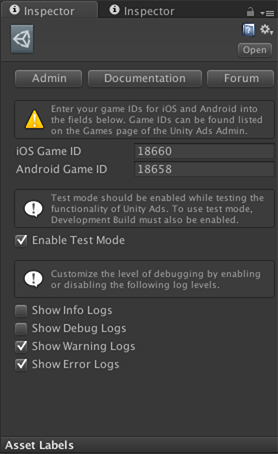 Inspector Inspector
Open
Admin Documentation Forum
Enter your game IDs for iOS and Android into
the fields below. Game IDs can be found listed
on the Games page of the Unity Ads Admin.
iOS Game ID 18660
Android Game ID 18658
Test mode should be enabled while testing the
functionality of Unity Ads. To use test mode,
Development Build must also be enabled.
Enable Test Mode
Customize the level of debugging by enabling
or disabling the following log levels.
Show Info Logs
Show Debug Logs
Show Warning Logs
Show Error Logs
Asset Labels